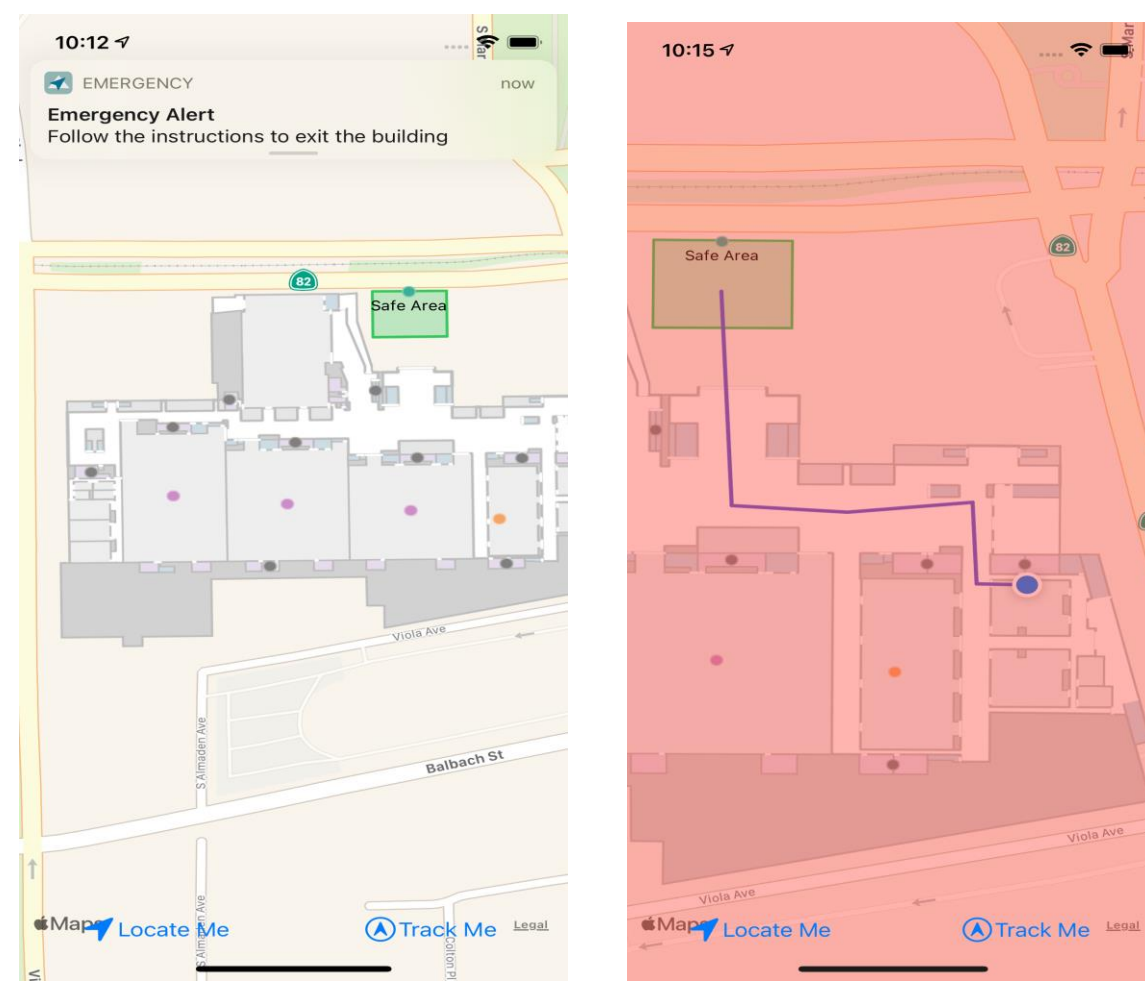 10:12
EMERGENCY
now
Emergency Alert
Follow the instructions to exit the building
82
Safe Area
Viola Ave
S Almaden Ave
Balbach St
S Almaden Ave
Colton Pl
Maps
Locate Me
Track Me
Legal
10:15
S Mar
82
Safe Area
Viola Ave
Viola Ave
Maps
Locate Me
Track Me
Legal